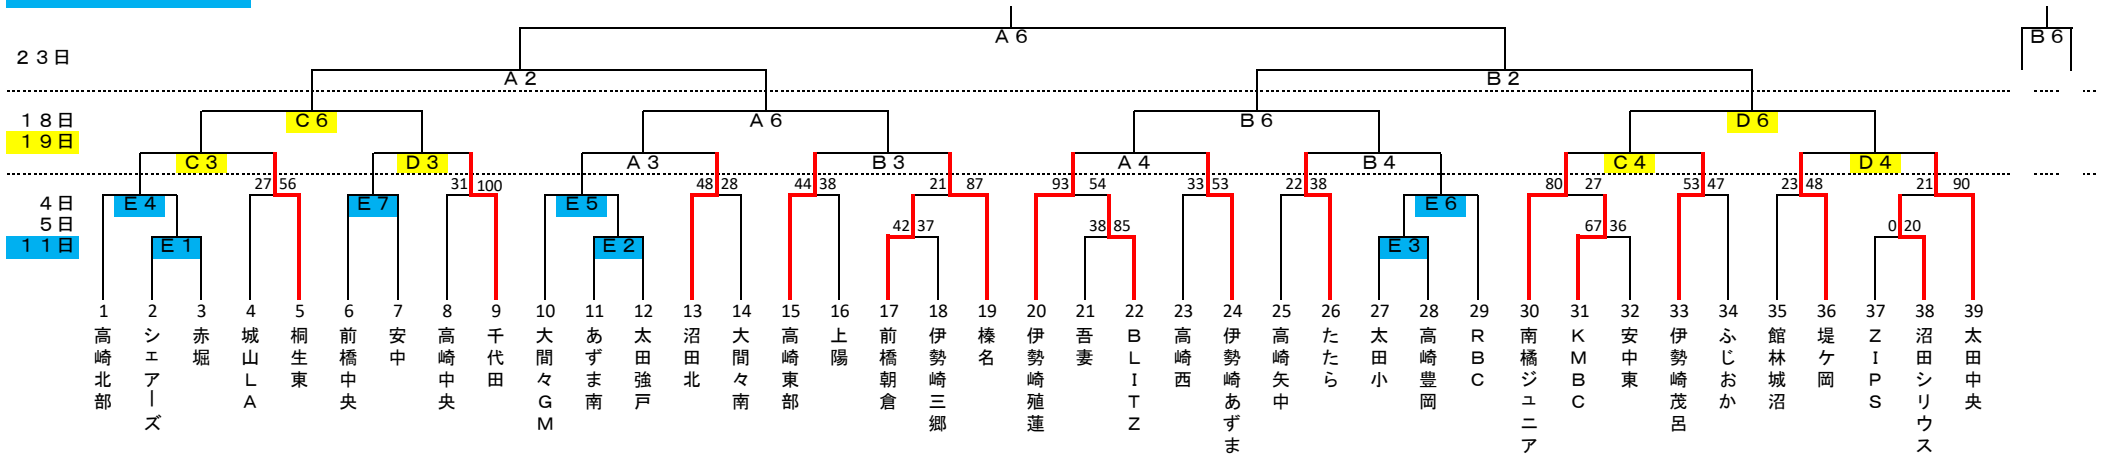 Ａ６
Ｂ６
２３日
Ａ２
Ｂ２
１８日
Ｃ６
Ａ６
Ｂ６
Ｄ６
１９日
Ｃ３
Ｄ３
Ａ３
Ｂ３
Ａ４
Ｂ４
Ｃ４
Ｄ４
27 56
31 100
48 28
44 38
21 87
93 54
33 53
22 38
80 27
53 47
23 48
21 90
４日
Ｅ４
Ｅ７
Ｅ５
Ｅ６
５日
42 37
38 85
67 36
0 20
１１日
Ｅ１
Ｅ２
Ｅ３
1 2 3 4 5 6 7 8 9 10 11 12 13 14 15 16 17 18 19 20 21 22 23 24 25 26 27 28 29 30 31 32 33 34 35 36 37 38 39
高崎北部
シェアーズ
赤堀
城山ＬＡ
桐生東
前橋中央
安中
高崎中央
千代田
大間々ＧＭ
あずま南
太田強戸
沼田北
大間々南
高崎東部
上陽
前橋朝倉
伊勢崎三郷
榛名
伊勢崎殖蓮
吾妻
ＢＬＩＴＺ
高崎西
伊勢崎あずま
高崎矢中
たたら
太田小
高崎豊岡
ＲＢＣ
南橘ジュニア
ＫＭＢＣ
安中東
伊勢崎茂呂
ふじおか
館林城沼
堤ケ岡
ＺＩＰＳ
沼田シリウス
太田中央